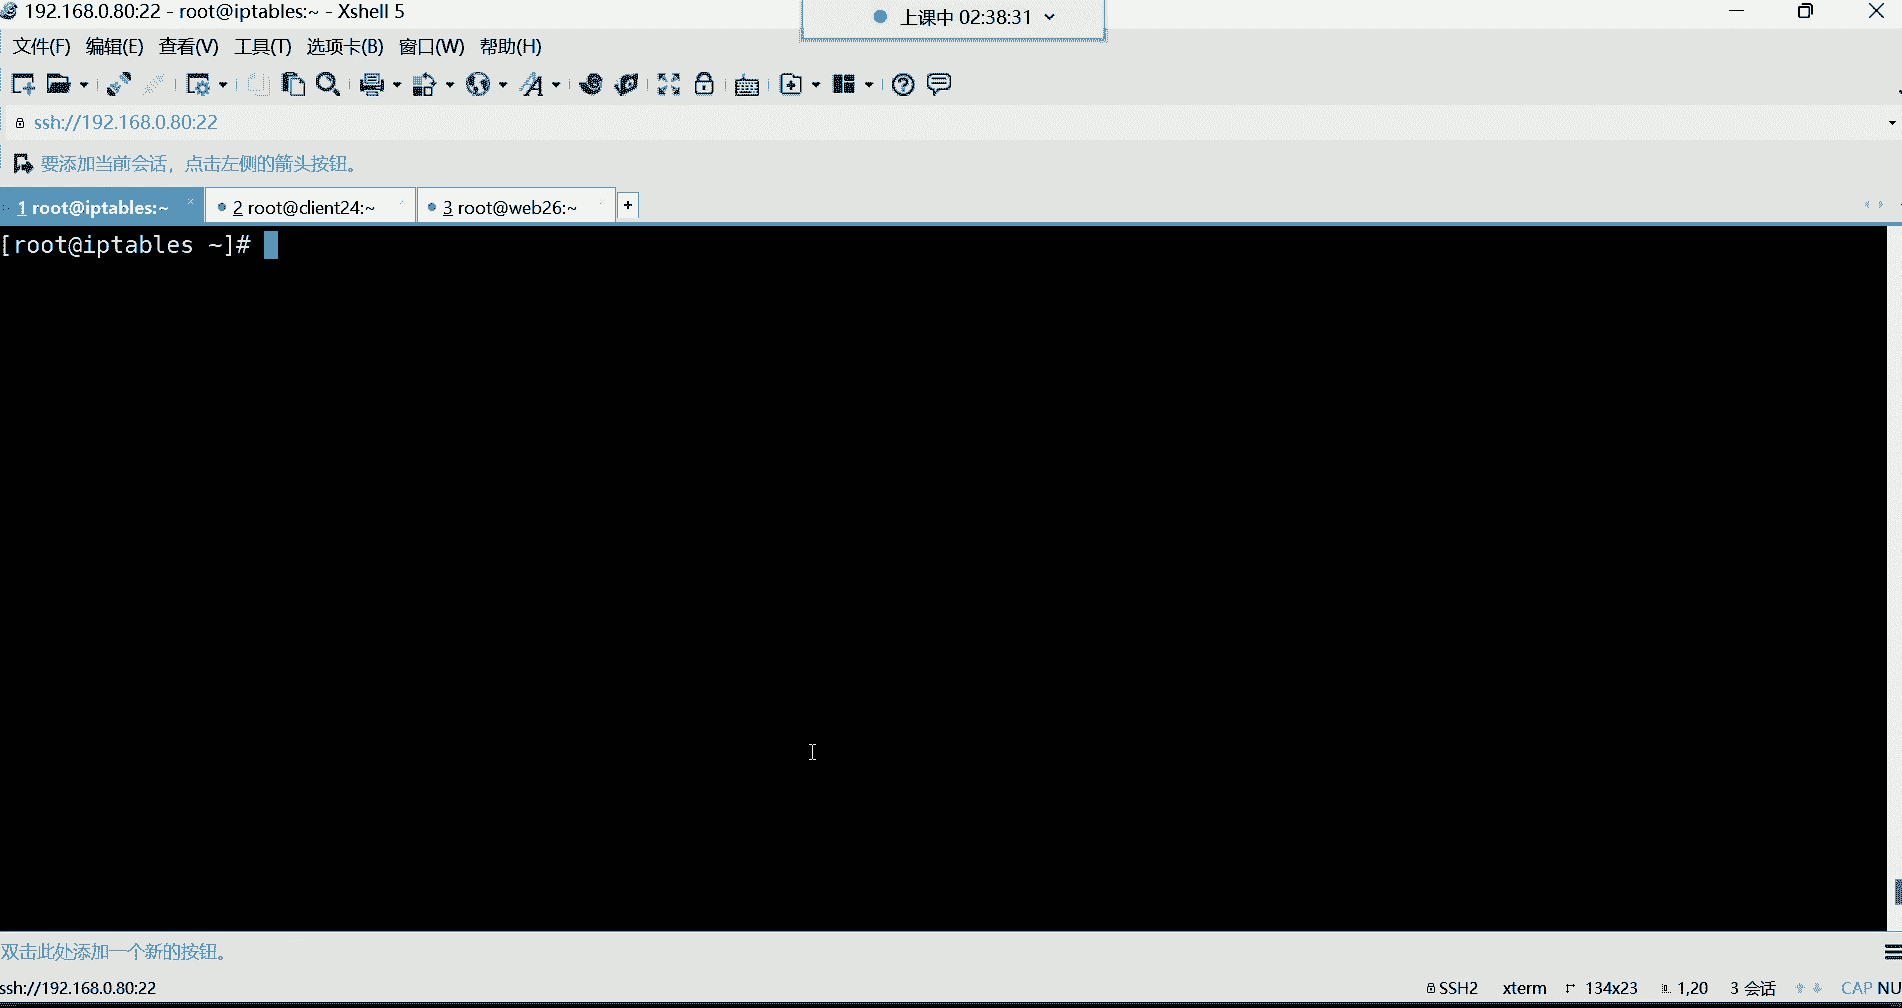 192.168.0.80:22 - root@iptables:~ - Xshell 5
上课中 02:38:31
文件(F) 编辑(E) 查看(V) 工具(T) 选项卡(B) 窗口(W) 帮助(H)
ssh://192.168.0.80:22
要添加当前会话，点击左侧的箭头按钮。
1 root@iptables:~ 2 root@client24:~ 3 root@web26:~ +
[root@iptables ~]#
双击此处添加一个新的按钮。
ssh://192.168.0.80:22 SSH2 xterm 134x23 1,20 3 会话 CAP NU